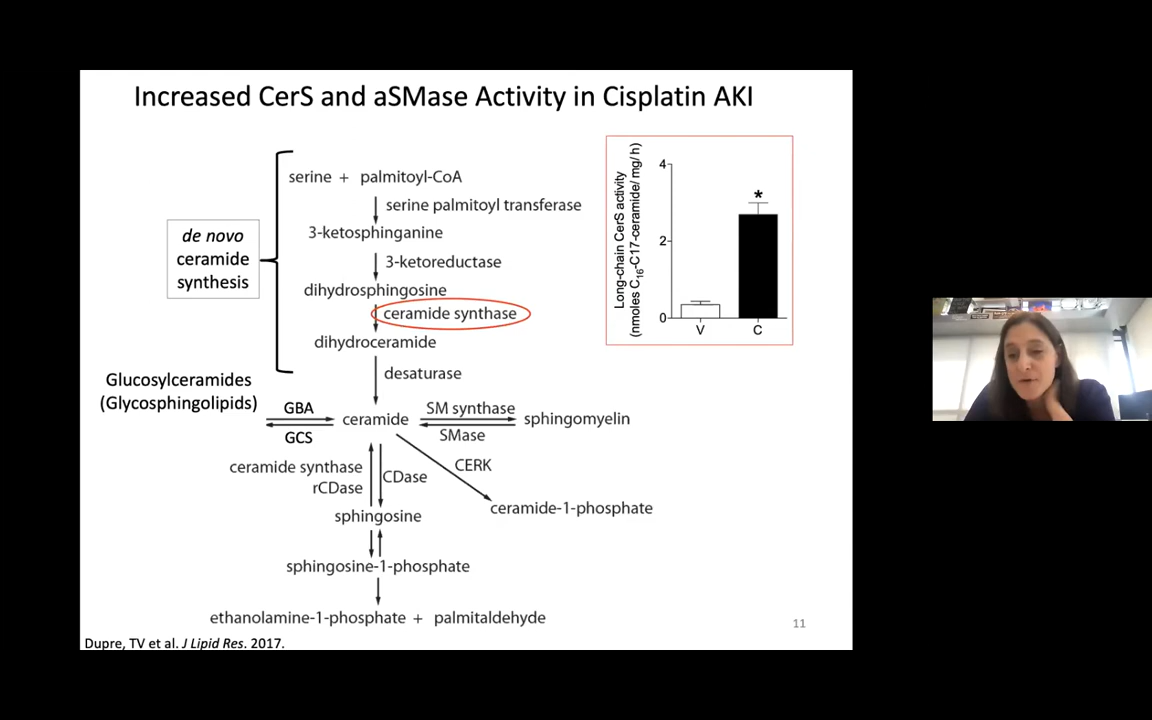 Increased CerS and aSMase Activity in Cisplatin AKI
serine + palmitoyl-CoA
serine palmitoyl transferase
3-ketosphinganine
3-ketoreductase
dihydrosphingosine
ceramide synthase
dihydroceramide
desaturase
de novo
ceramide
synthesis
Glucosylceramides
(Glycosphingolipids)
GBA
GCS
ceramide
SM synthase
SMase
sphingomyelin
ceramide synthase
rCDase
CDase
CERK
ceramide-1-phosphate
sphingosine
sphingosine-1-phosphate
ethanolamine-1-phosphate + palmitaldehyde
Long-chain CerS activity
(nmoles C16-C17-ceramide/ mg/ h)
4
2
0
*
V
C
11
Dupre, TV et al. J Lipid Res. 2017.